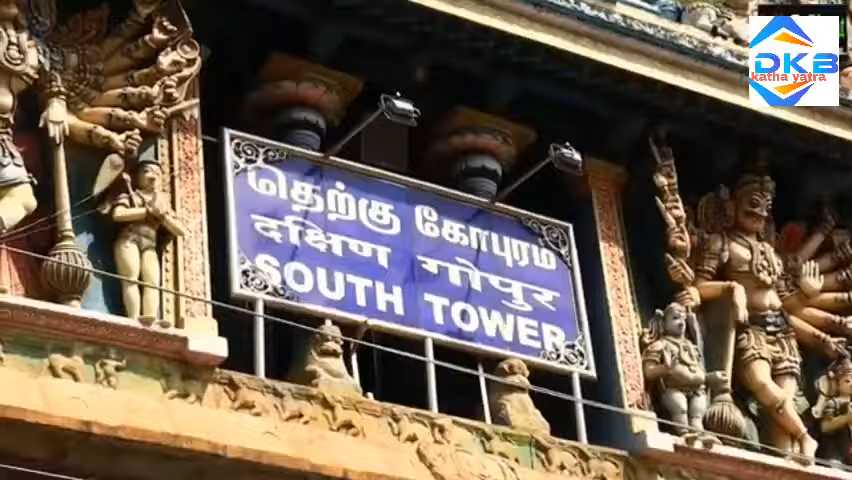 DKB
katha yatra
தெற்கு கோபுரம்
दक्षिण गोपुर
SOUTH TOWER